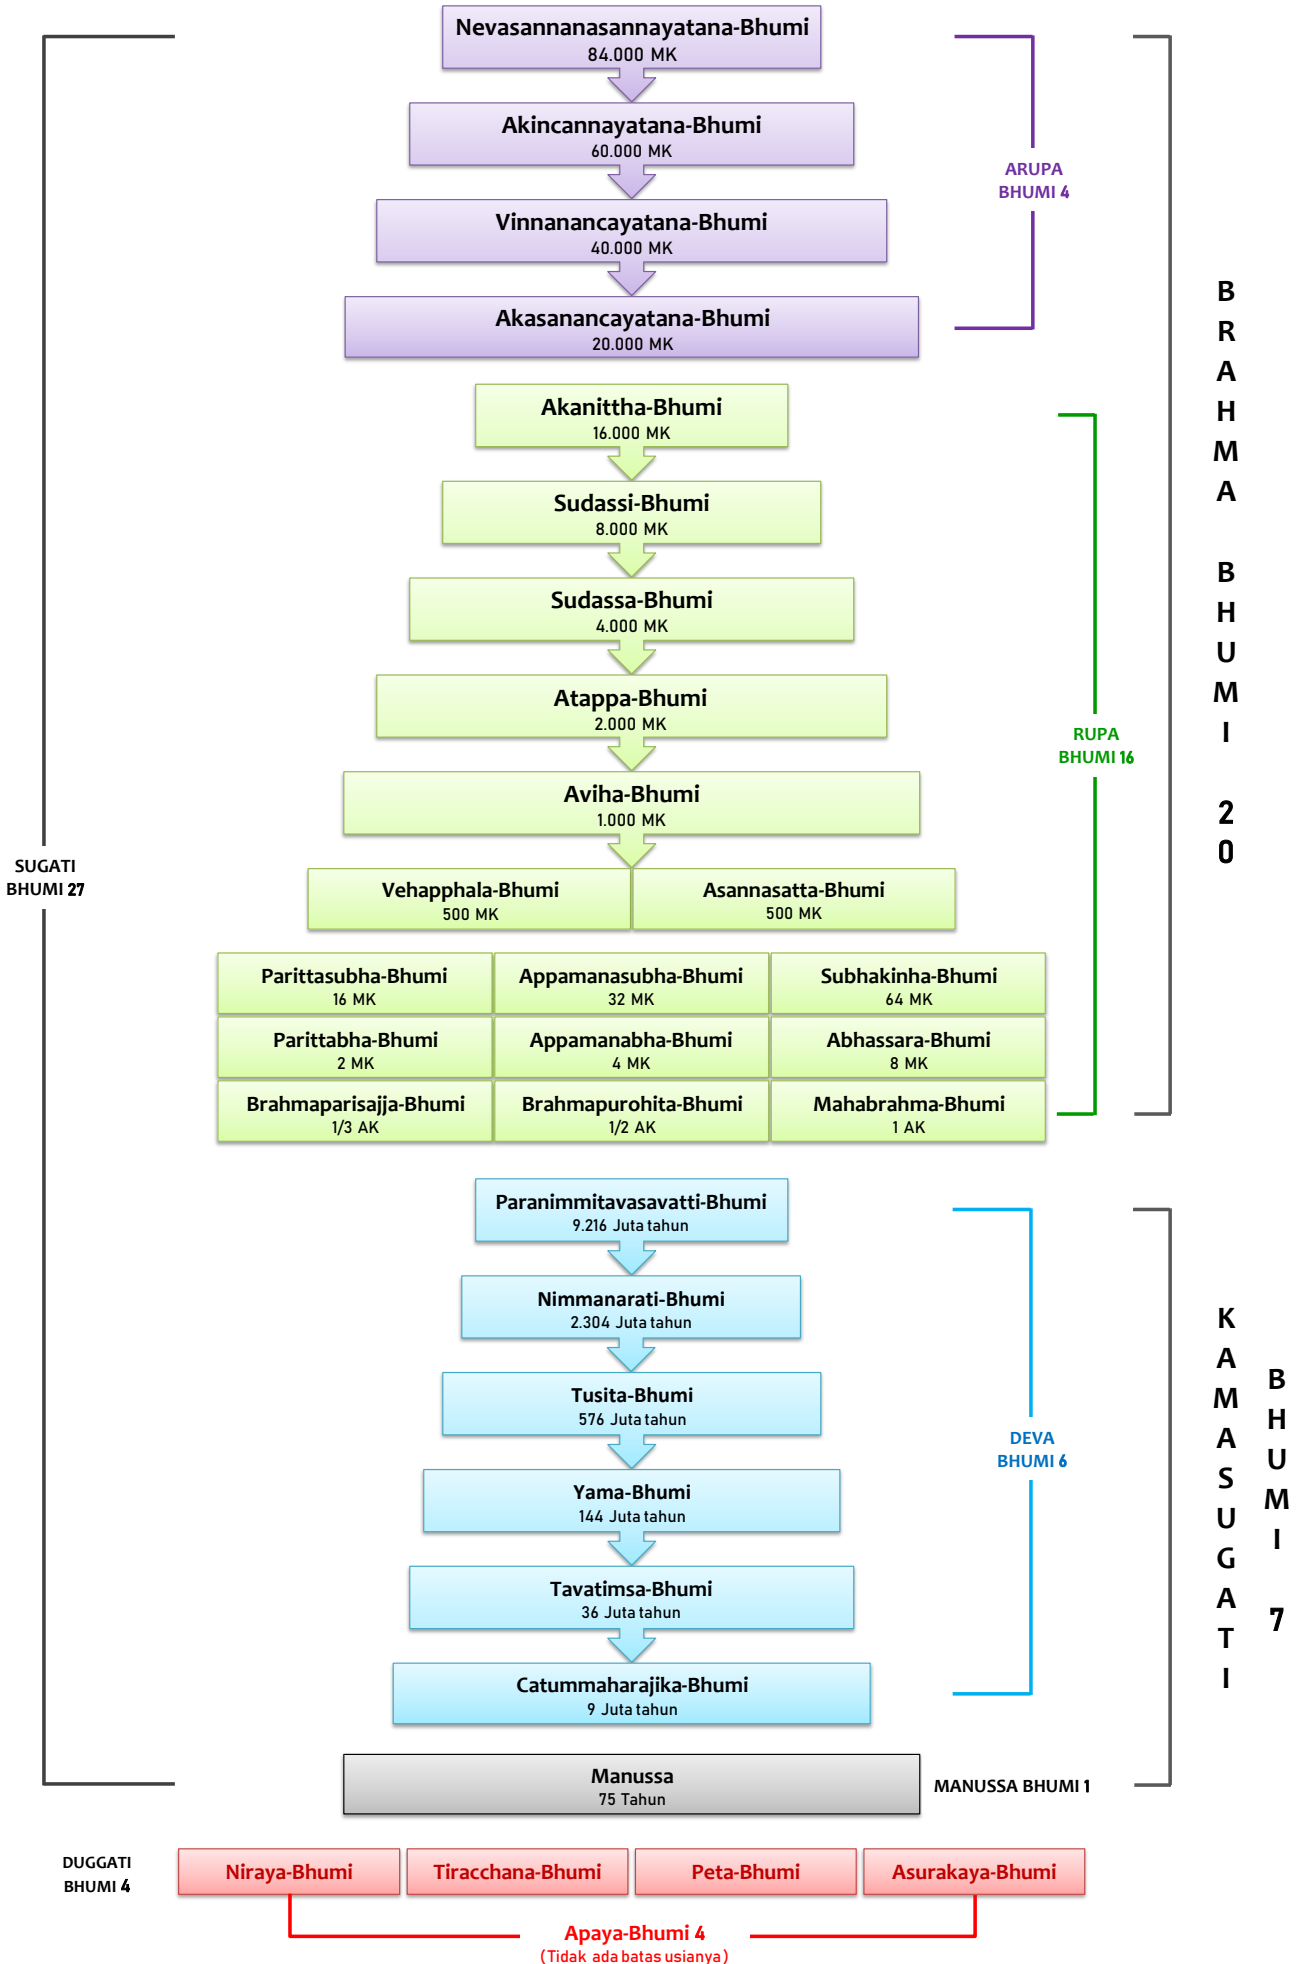 Nevasannanasannayatana-Bhumi
84.000 MK
Akincannayatana-Bhumi
60.000 MK
Vinnanancayatana-Bhumi
40.000 MK
Akasanancayatana-Bhumi
20.000 MK
ARUPA
BHUMI 4
Akanittha-Bhumi
16.000 MK
Sudassi-Bhumi
8.000 MK
Sudassa-Bhumi
4.000 MK
Atappa-Bhumi
2.000 MK
Aviha-Bhumi
1.000 MK
Vehapphala-Bhumi
500 MK
Asannasatta-Bhumi
500 MK
Parittasubha-Bhumi
16 MK
Appamanasubha-Bhumi
32 MK
Subhakinha-Bhumi
64 MK
Parittabha-Bhumi
2 MK
Appamanabha-Bhumi
4 MK
Abhassara-Bhumi
8 MK
Brahmaparisajja-Bhumi
1/3 AK
Brahmapurohita-Bhumi
1/2 AK
Mahabrahma-Bhumi
1 AK
RUPA
BHUMI 16
BRAHMA BHUMI 20
SUGATI
BHUMI 27
Paranimmitavasavatti-Bhumi
9.216 Juta tahun
Nimmanarati-Bhumi
2.304 Juta tahun
Tusita-Bhumi
576 Juta tahun
Yama-Bhumi
144 Juta tahun
Tavatimsa-Bhumi
36 Juta tahun
Catummaharajika-Bhumi
9 Juta tahun
DEVA
BHUMI 6
KAMASUGATI
BHUMI 7
Manussa
75 Tahun
MANUSSA BHUMI 1
DUGGATI
BHUMI 4
Niraya-Bhumi
Tiracchana-Bhumi
Peta-Bhumi
Asurakaya-Bhumi
Apaya-Bhumi 4
(Tidak ada batas usianya)